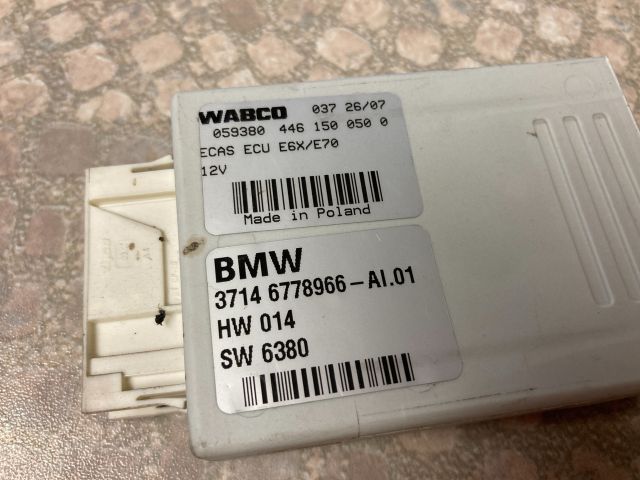 WABCO 037 26/07
059380 446 150 050 0
ECAS ECU E6X/E70
12V
Made in Poland
BMW
3714 6778966-AI.01
HW 014
SW 6380